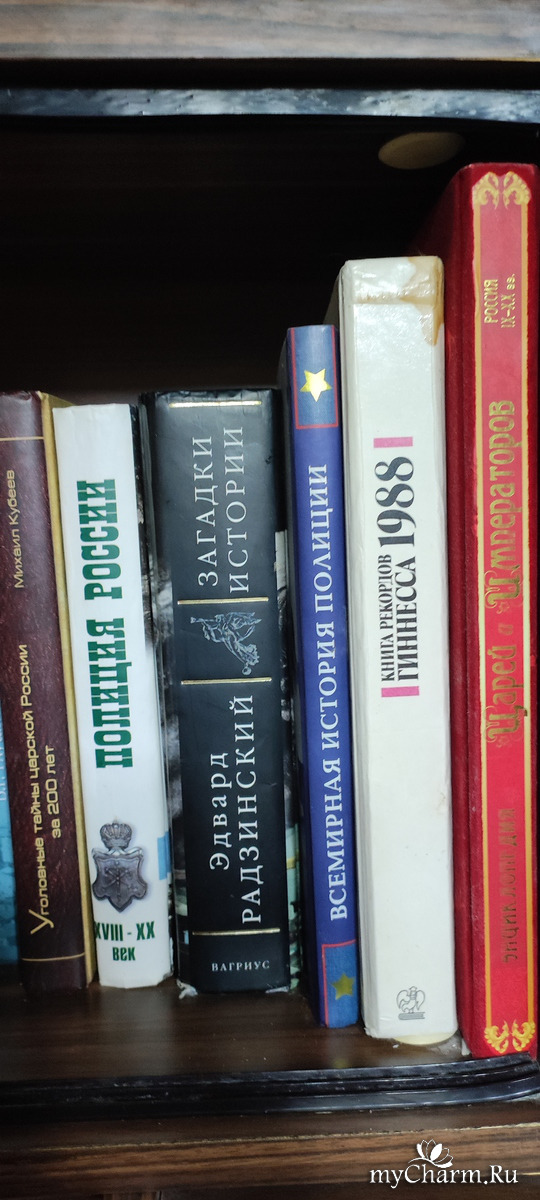 Михаил Кубеев
Уголовные тайны царской России
за 200 лет
ПОЛИЦИЯ РОССИИ
XVIII - XX
ВЕК
Эдвард
РАДЗИНСКИЙ
ЗАГАДКИ
ИСТОРИИ
ВАГРИУС
ВСЕМИРНАЯ ИСТОРИЯ ПОЛИЦИИ
КНИГА РЕКОРДОВ
ГИННЕССА 1988
ЭНЦИКЛОПЕДИЯ
Царей и Императоров
РОССИЯ
IX-XX вв.
myCharm.Ru